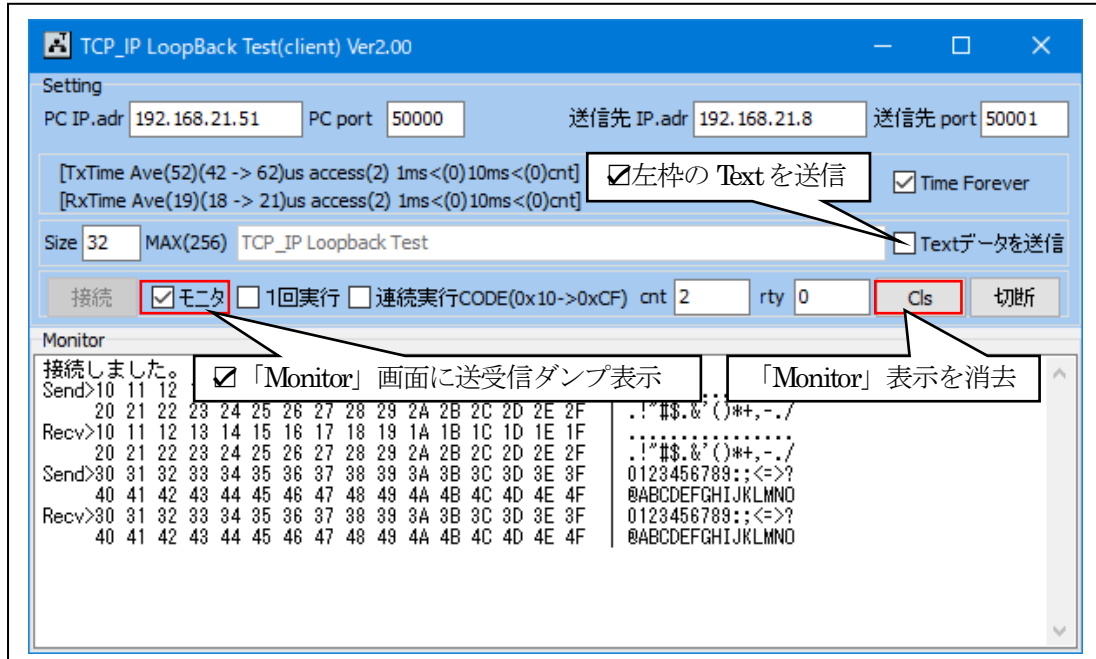 TCP_IP LoopBack Test(client) Ver2.00
Setting
PC IP.adr 192.168.21.51 PC port 50000 送信先 IP.adr 192.168.21.8 送信先 port 50001
[TxTime Ave(52)(42 -> 62)us access(2) 1ms<(0)10ms<(0)cnt]
☑左枠の Text を送信
Time Forever
[RxTime Ave(19)(18 -> 21)us access(2) 1ms<(0)10ms<(0)cnt]
Size 32 MAX(256) TCP_IP Loopback Test Textデータを送信
接続 モニタ 1回実行 連続実行CODE(0x10->0xCF) cnt 2 rty 0 Cls 切断
Monitor
接続しました。
☑「Monitor」画面に送受信ダンプ表示
「Monitor」表示を消去
Send>10 11 12
20 21 22 23 24 25 26 27 28 29 2A 2B 2C 2D 2E 2F | .!"#$.&'()*+,-./
Recv>10 11 12 13 14 15 16 17 18 19 1A 1B 1C 1D 1E 1F | ................
20 21 22 23 24 25 26 27 28 29 2A 2B 2C 2D 2E 2F | .!"#$.&'()*+,-./
Send>30 31 32 33 34 35 36 37 38 39 3A 3B 3C 3D 3E 3F | 0123456789:;<=>?
40 41 42 43 44 45 46 47 48 49 4A 4B 4C 4D 4E 4F | @ABCDEFGHIJKLMNO
Recv>30 31 32 33 34 35 36 37 38 39 3A 3B 3C 3D 3E 3F | 0123456789:;<=>?
40 41 42 43 44 45 46 47 48 49 4A 4B 4C 4D 4E 4F | @ABCDEFGHIJKLMNO